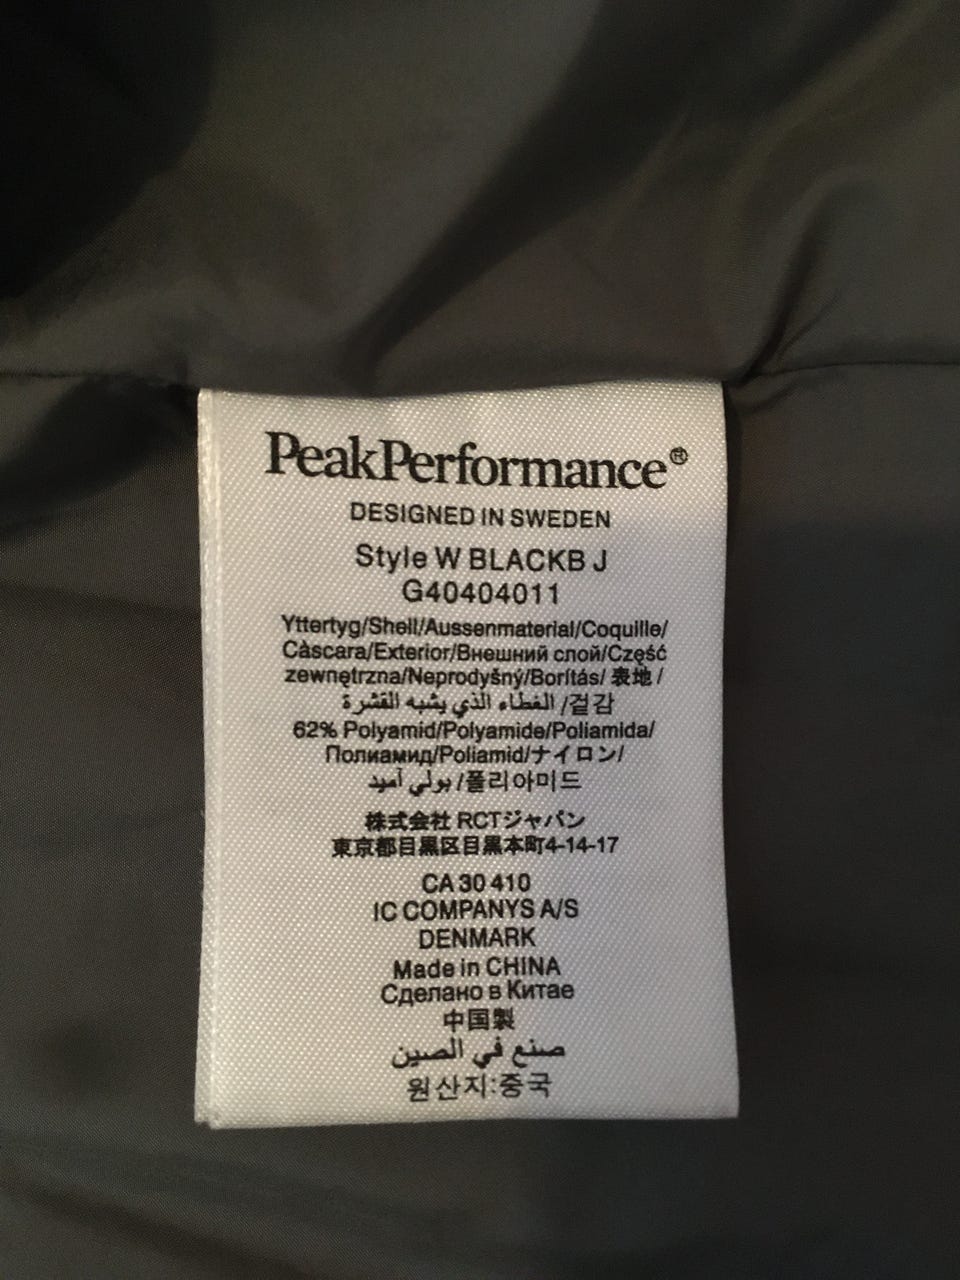 PeakPerformance®
DESIGNED IN SWEDEN
Style W BLACKB J
G40404011
Yttertyg/Shell/Aussenmaterial/Coquille/
Càscara/Exterior/Внешний слой/Część
zewnętrzna/Neprodyšný/Borítás/ 表地 /
겉감/ الغطاء الذي يشبه القشرة
62% Polyamid/Polyamide/Poliamida/
Полиамид/Poliamid/ナイロン/
폴리아미드/ بولي أميد
株式会社 RCTジャパン
東京都目黒区目黒本町4-14-17
CA 30 410
IC COMPANYS A/S
DENMARK
Made in CHINA
Сделано в Китае
中国製
صنع في الصين
원산지:중국